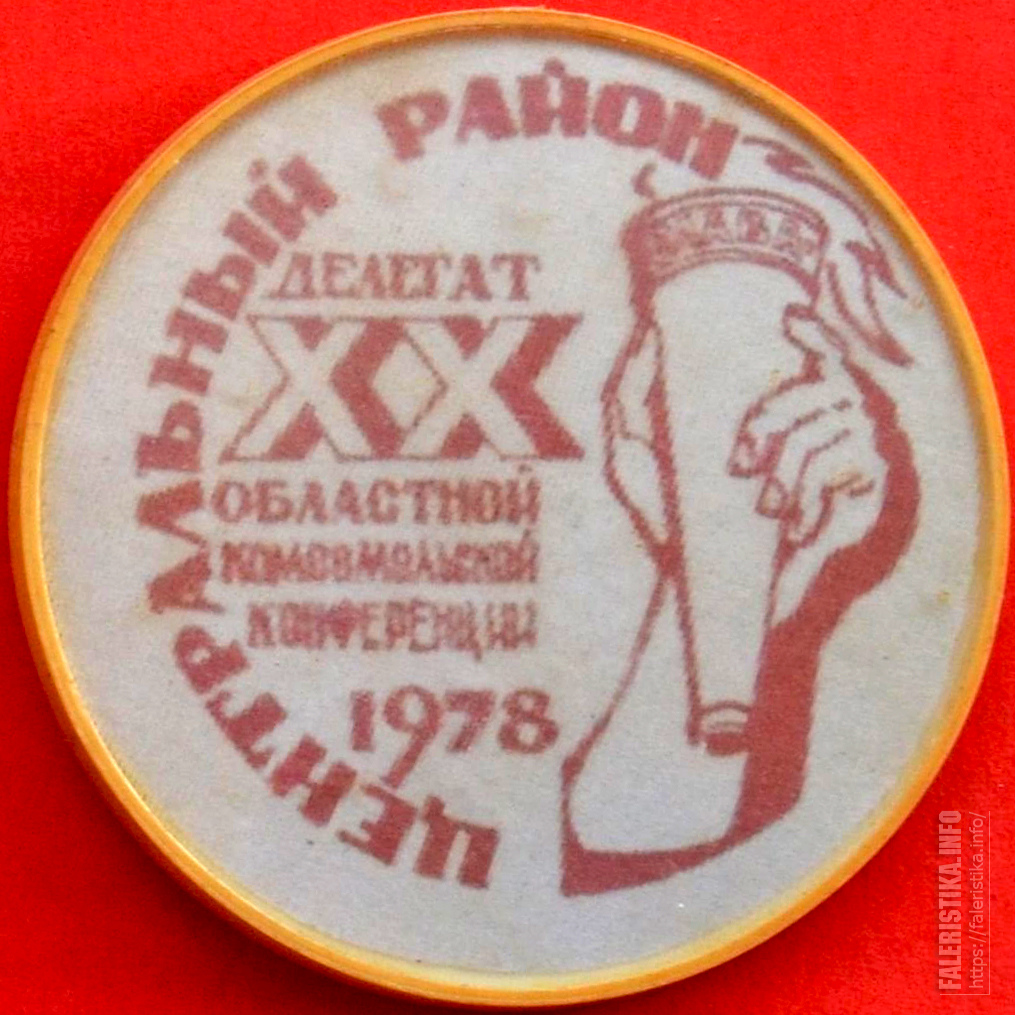 ЦЕНТРАЛЬНЫЙ РАЙОН
ДЕЛЕГАТ
XX
ОБЛАСТНОЙ
КОМСОМОЛЬСКОЙ
КОНФЕРЕНЦИИ
1978
FALERISTIKA.INFO
https://faleristika.info/